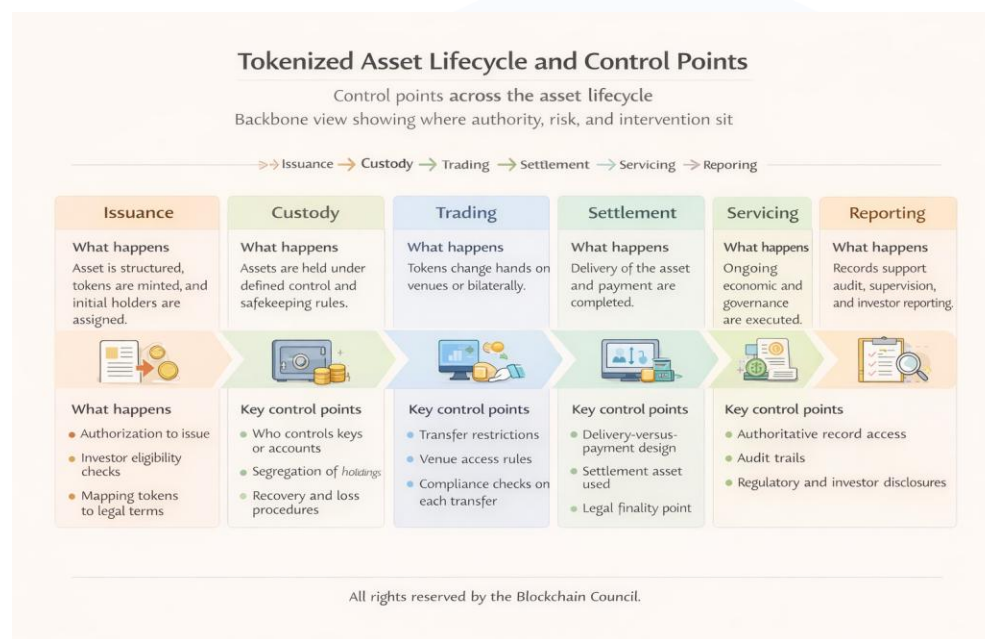 Tokenized Asset Lifecycle and Control Points
Control points across the asset lifecycle
Backbone view showing where authority, risk, and intervention sit
Issuance Custody Trading Settlement Servicing Reporing
Issuance
What happens
Asset is structured,
tokens are minted, and
initial holders are
assigned.
What happens
Authorization to issue
Investor eligibility
checks
Mapping tokens
to legal terms
Custody
What happens
Assets are held under
defined control and
safekeeping rules.
Key control points
Who controls keys
or accounts
Segregation of holdings
Recovery and loss
procedures
Trading
What happens
Tokens change hands on
venues or bilaterally.
Key control points
Transfer restrictions
Venue access rules
Compliance checks on
each transfer
Settlement
What happens
Delivery of the asset
and payment are
completed.
Key control points
Delivery-versus-
payment design
Settlement asset
used
Legal finality point
Servicing
What happens
Ongoing
economic and
governance
are executed.
Reporting
What happens
Records support
audit, supervision,
and investor reporting.
Key control points
Authoritative record access
Audit trails
Regulatory and investor disclosures
All rights reserved by the Blockchain Council.